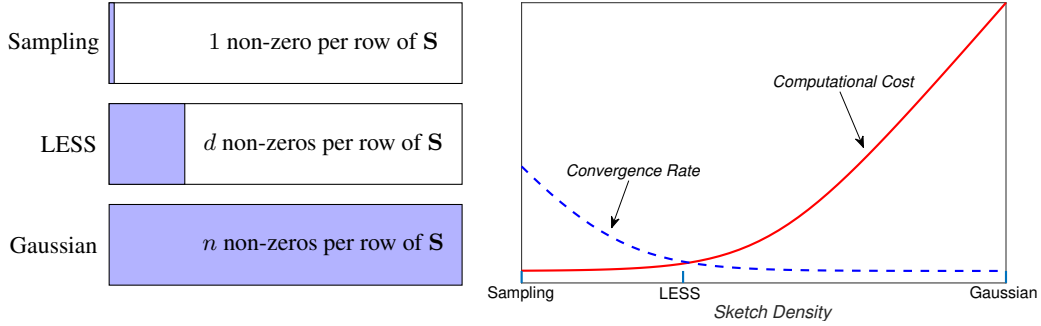 Sampling
1 non-zero per row of S
LESS
d non-zeros per row of S
Gaussian
n non-zeros per row of S
Computational Cost
Convergence Rate
Sampling
LESS
Gaussian
Sketch Density